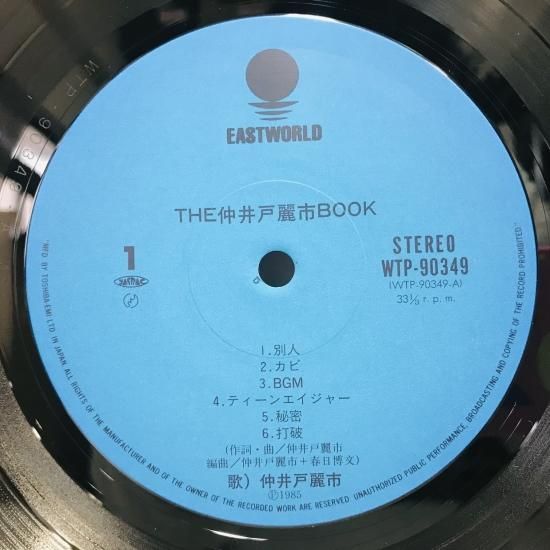 EASTWORLD
THE仲井戸麗市BOOK
1
STEREO
WTP-90349
(WTP-90349-A)
33⅓ r.p.m.
JASRAC
1.別人
2.カビ
3.BGM
4.ティーンエイジャー
5.秘密
6.打破
(作詞・曲/仲井戸麗市
編曲/仲井戸麗市+春日博文)
歌)仲井戸麗市
Ⓟ1985
"MFD BY TOSHIBA-EMI LTD IN JAPAN ALL RIGHTS OF THE MANUFACTURER AND OF THE OWNER OF THE RECORDED WORK ARE RESERVED UNAUTHORIZED PUBLIC PERFORMANCE, BROADCASTING AND COPYING OF THE RECORD PROHIBITED."